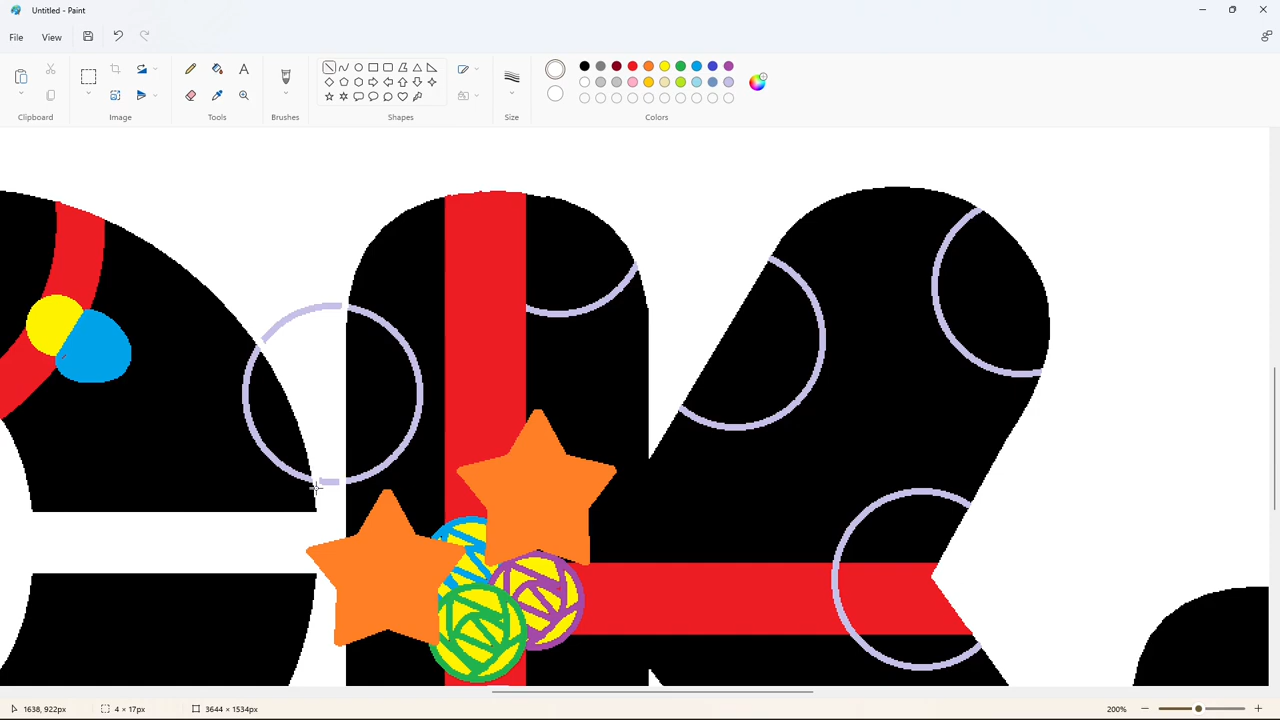 Untitled - Paint
File View
A
Clipboard Image Tools Brushes Shapes Size Colors
1638, 922px 4 × 17px 3644 × 1534px 200%